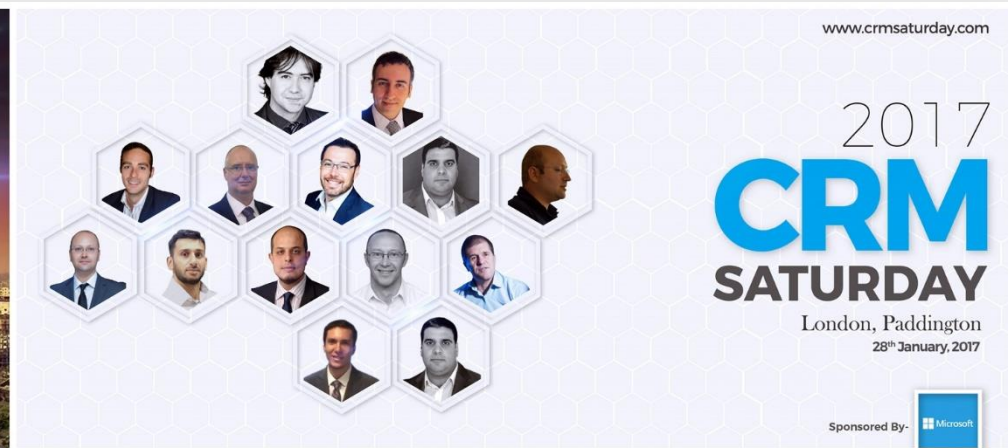 www.crmsaturday.com
2017
CRM
SATURDAY
London, Paddington
28th January, 2017
Sponsored By- Microsoft